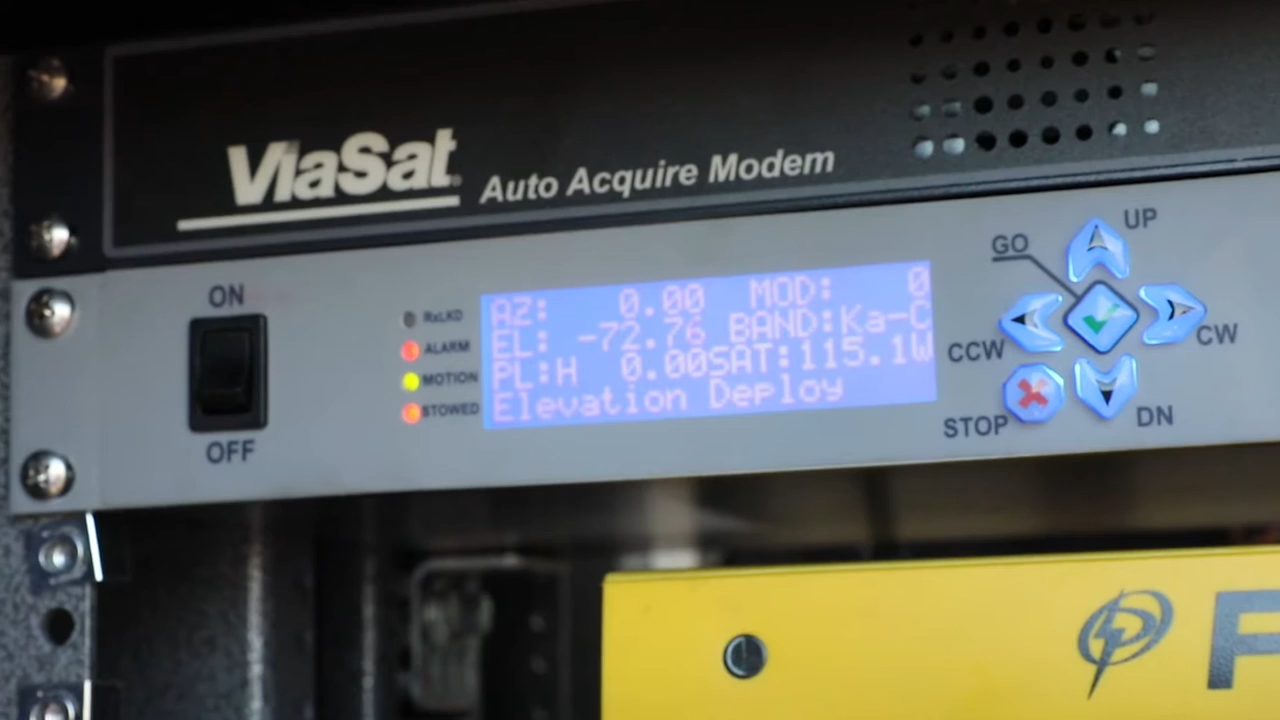 ViaSat
Auto Acquire Modem
ON
OFF
RxLKD
ALARM
MOTION
STOWED
AZ: 0.00 MOD: 0
EL: -72.76 BAND:Ka-C
PL:H 0.00SAT:115.1W
Elevation Deploy
GO
UP
CCW
CW
STOP
DN